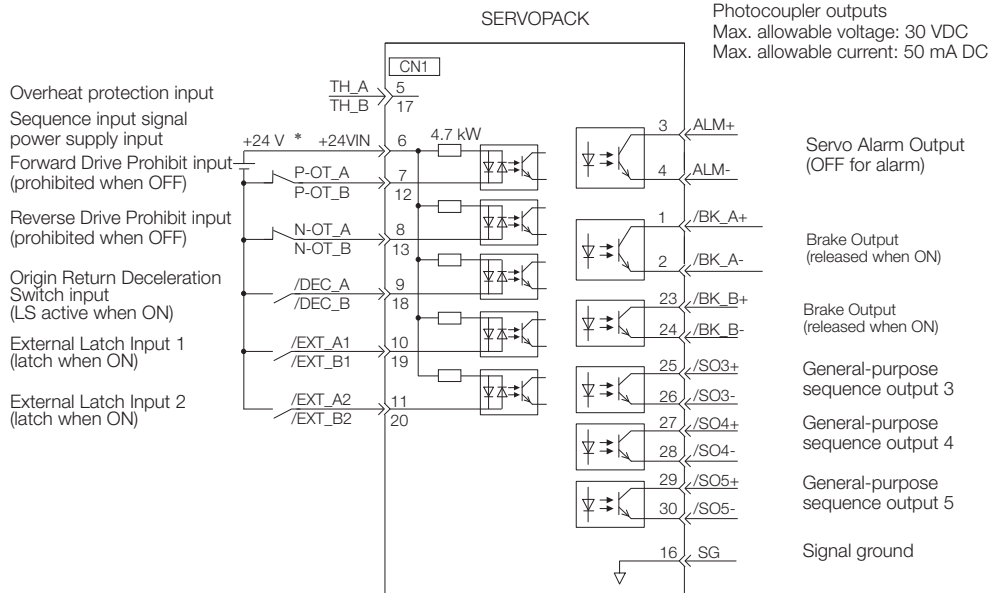 SERVOPACK
Photocoupler outputs
Max. allowable voltage: 30 VDC
Max. allowable current: 50 mA DC
CN1
Overheat protection input
TH_A 5
TH_B 17
Sequence input signal
power supply input
+24 V * +24VIN 6 4.7 kW
Forward Drive Prohibit input
(prohibited when OFF)
P-OT_A 7
P-OT_B 12
Reverse Drive Prohibit input
(prohibited when OFF)
N-OT_A 8
N-OT_B 13
Origin Return Deceleration
Switch input
(LS active when ON)
/DEC_A 9
/DEC_B 18
External Latch Input 1
(latch when ON)
/EXT_A1 10
/EXT_B1 19
External Latch Input 2
(latch when ON)
/EXT_A2 11
/EXT_B2 20
3 ALM+
4 ALM-
Servo Alarm Output
(OFF for alarm)
1 /BK_A+
2 /BK_A-
Brake Output
(released when ON)
23 /BK_B+
24 /BK_B-
Brake Output
(released when ON)
25 /SO3+
26 /SO3-
General-purpose
sequence output 3
27 /SO4+
28 /SO4-
General-purpose
sequence output 4
29 /SO5+
30 /SO5-
General-purpose
sequence output 5
16 SG
Signal ground